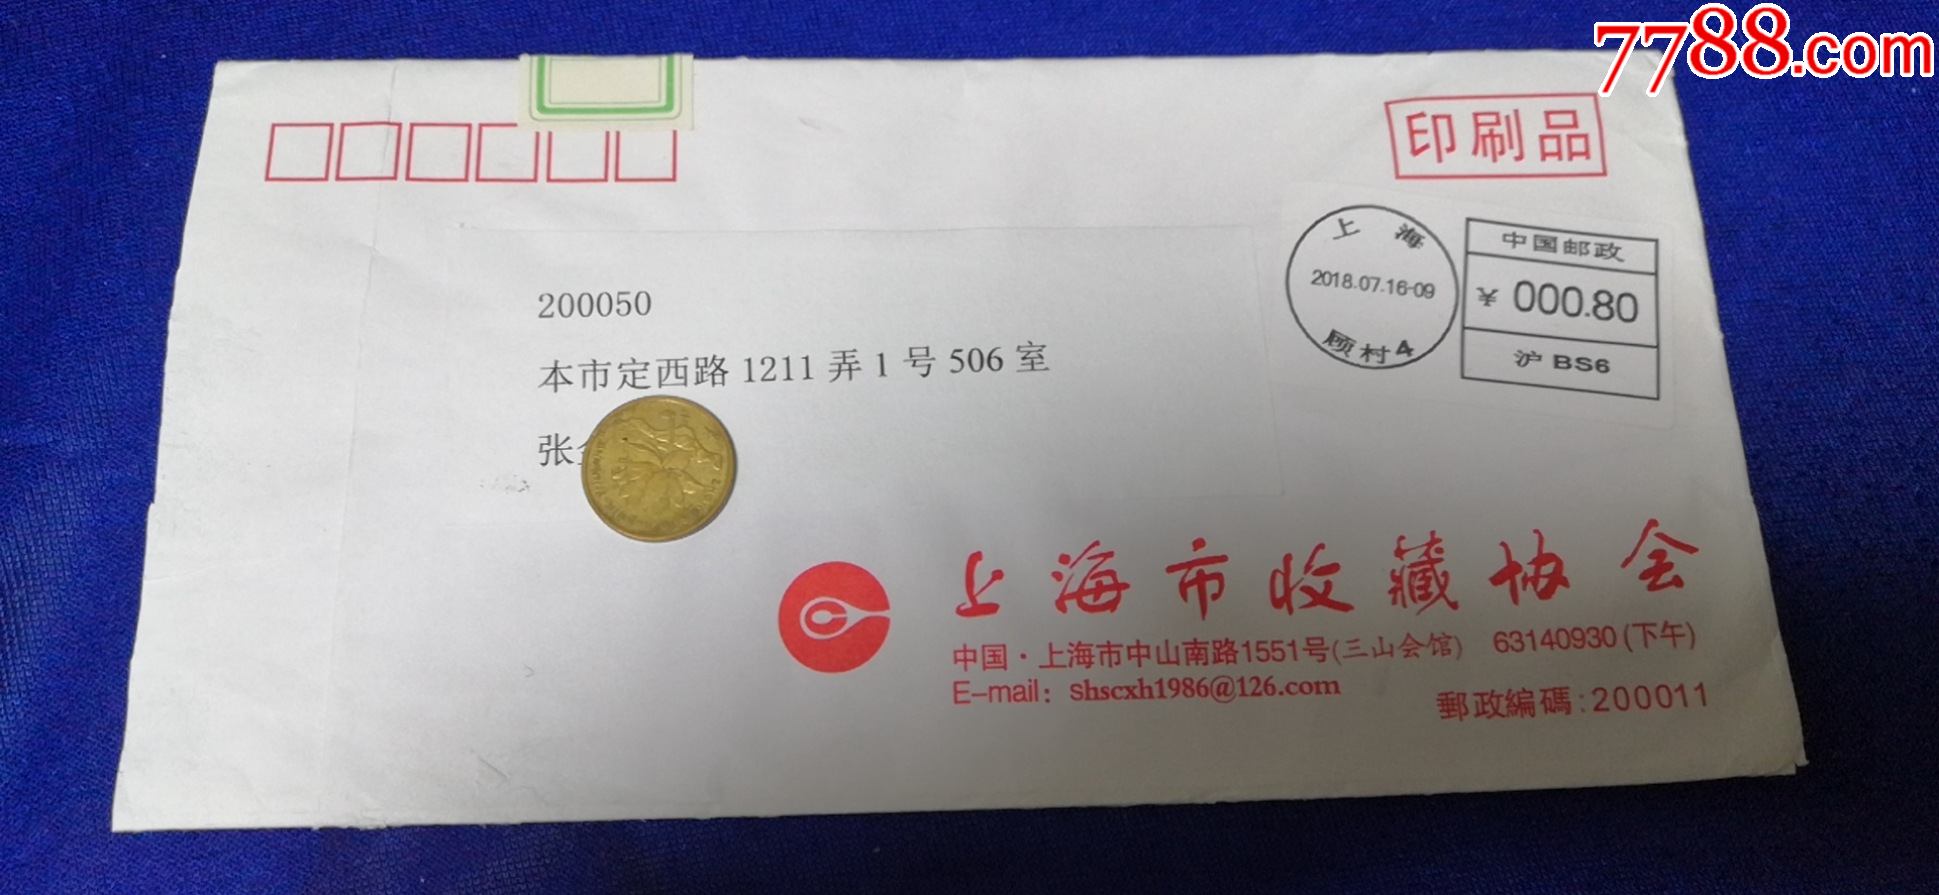 7788.com
印刷品
上海
2018.07.16-09
顾村4
中国邮政
¥ 000.80
沪 BS6
200050
本市定西路 1211 弄 1 号 506 室
张
上海市收藏协会
中国·上海市中山南路1551号(三山会馆) 63140930(下午)
E-mail: shscxh1986@126.com
郵政編碼:200011